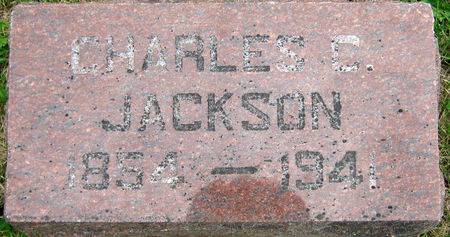 CHARLES C.
JACKSON
1854 — 1941